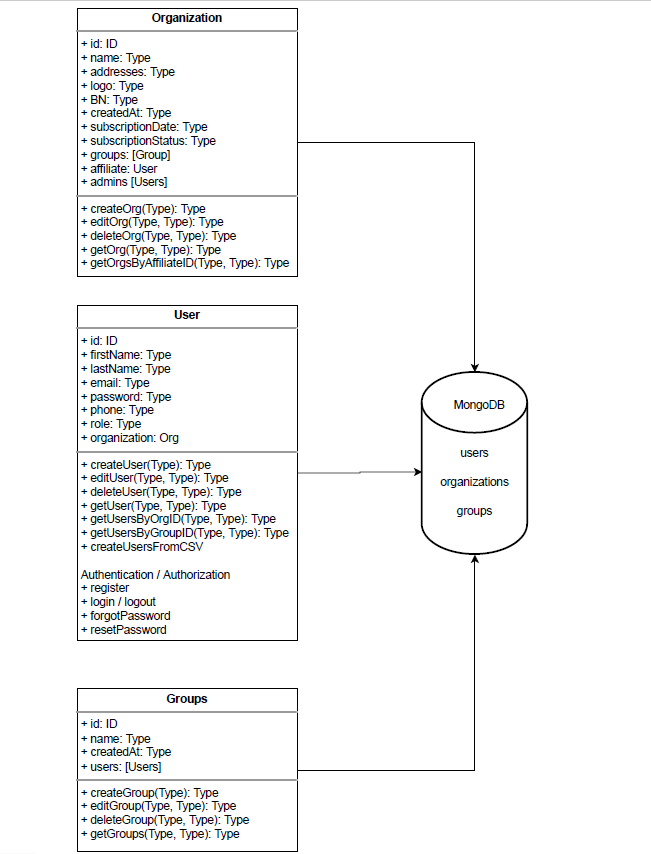 Organization
+ id: ID
+ name: Type
+ addresses: Type
+ logo: Type
+ BN: Type
+ createdAt: Type
+ subscriptionDate: Type
+ subscriptionStatus: Type
+ groups: [Group]
+ affiliate: User
+ admins [Users]
+ createOrg(Type): Type
+ editOrg(Type, Type): Type
+ deleteOrg(Type, Type): Type
+ getOrg(Type, Type): Type
+ getOrgsByAffiliateID(Type, Type): Type
User
+ id: ID
+ firstName: Type
+ lastName: Type
+ email: Type
+ password: Type
+ phone: Type
+ role: Type
+ organization: Org
+ createUser(Type): Type
+ editUser(Type, Type): Type
+ deleteUser(Type, Type): Type
+ getUser(Type, Type): Type
+ getUsersByOrgID(Type, Type): Type
+ getUsersByGroupID(Type, Type): Type
+ createUsersFromCSV
Authentication / Authorization
+ register
+ login / logout
+ forgotPassword
+ resetPassword
Groups
+ id: ID
+ name: Type
+ createdAt: Type
+ users: [Users]
+ createGroup(Type): Type
+ editGroup(Type, Type): Type
+ deleteGroup(Type, Type): Type
+ getGroups(Type, Type): Type
MongoDB
users
organizations
groups